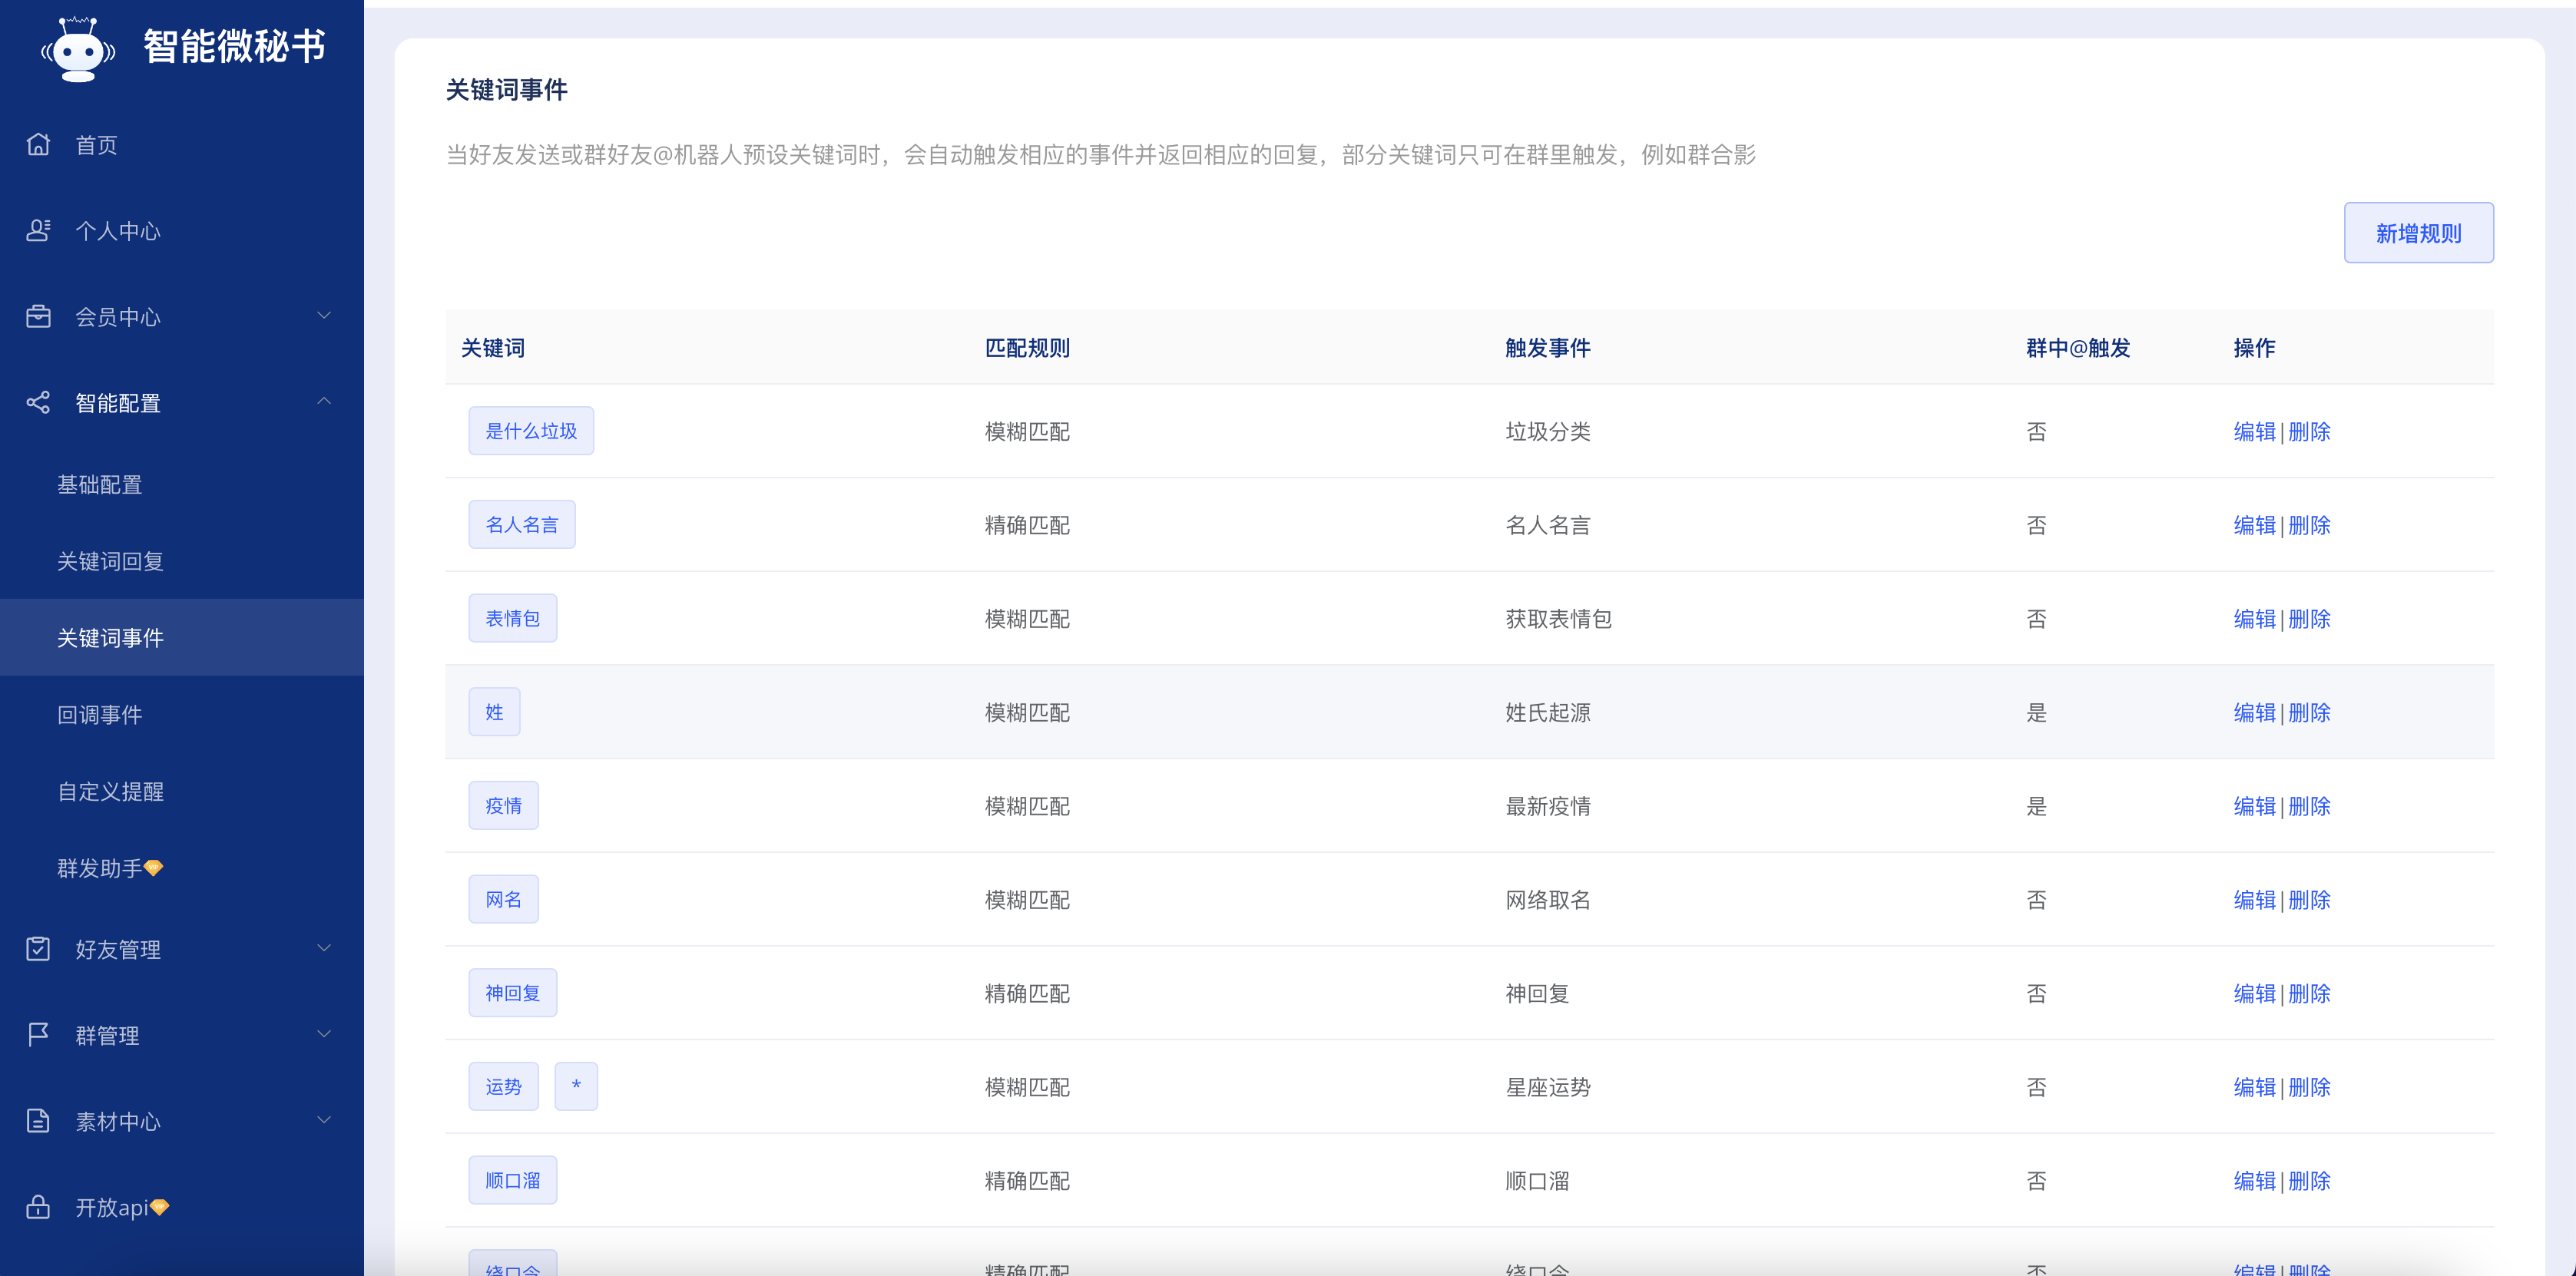 智能微秘书
首页
个人中心
会员中心
智能配置
基础配置
关键词回复
关键词事件
回调事件
自定义提醒
群发助手
好友管理
群管理
素材中心
开放api
关键词事件
当好友发送或群好友@机器人预设关键词时，会自动触发相应的事件并返回相应的回复，部分关键词只可在群里触发，例如群合影
新增规则
关键词 匹配规则 触发事件 群中@触发 操作
是什么垃圾 模糊匹配 垃圾分类 否 编辑|删除
名人名言 精确匹配 名人名言 否 编辑|删除
表情包 模糊匹配 获取表情包 否 编辑|删除
姓 模糊匹配 姓氏起源 是 编辑|删除
疫情 模糊匹配 最新疫情 是 编辑|删除
网名 模糊匹配 网络取名 否 编辑|删除
神回复 精确匹配 神回复 否 编辑|删除
运势 * 模糊匹配 星座运势 否 编辑|删除
顺口溜 精确匹配 顺口溜 否 编辑|删除
绕口令 精确匹配 绕口令 否 编辑|删除